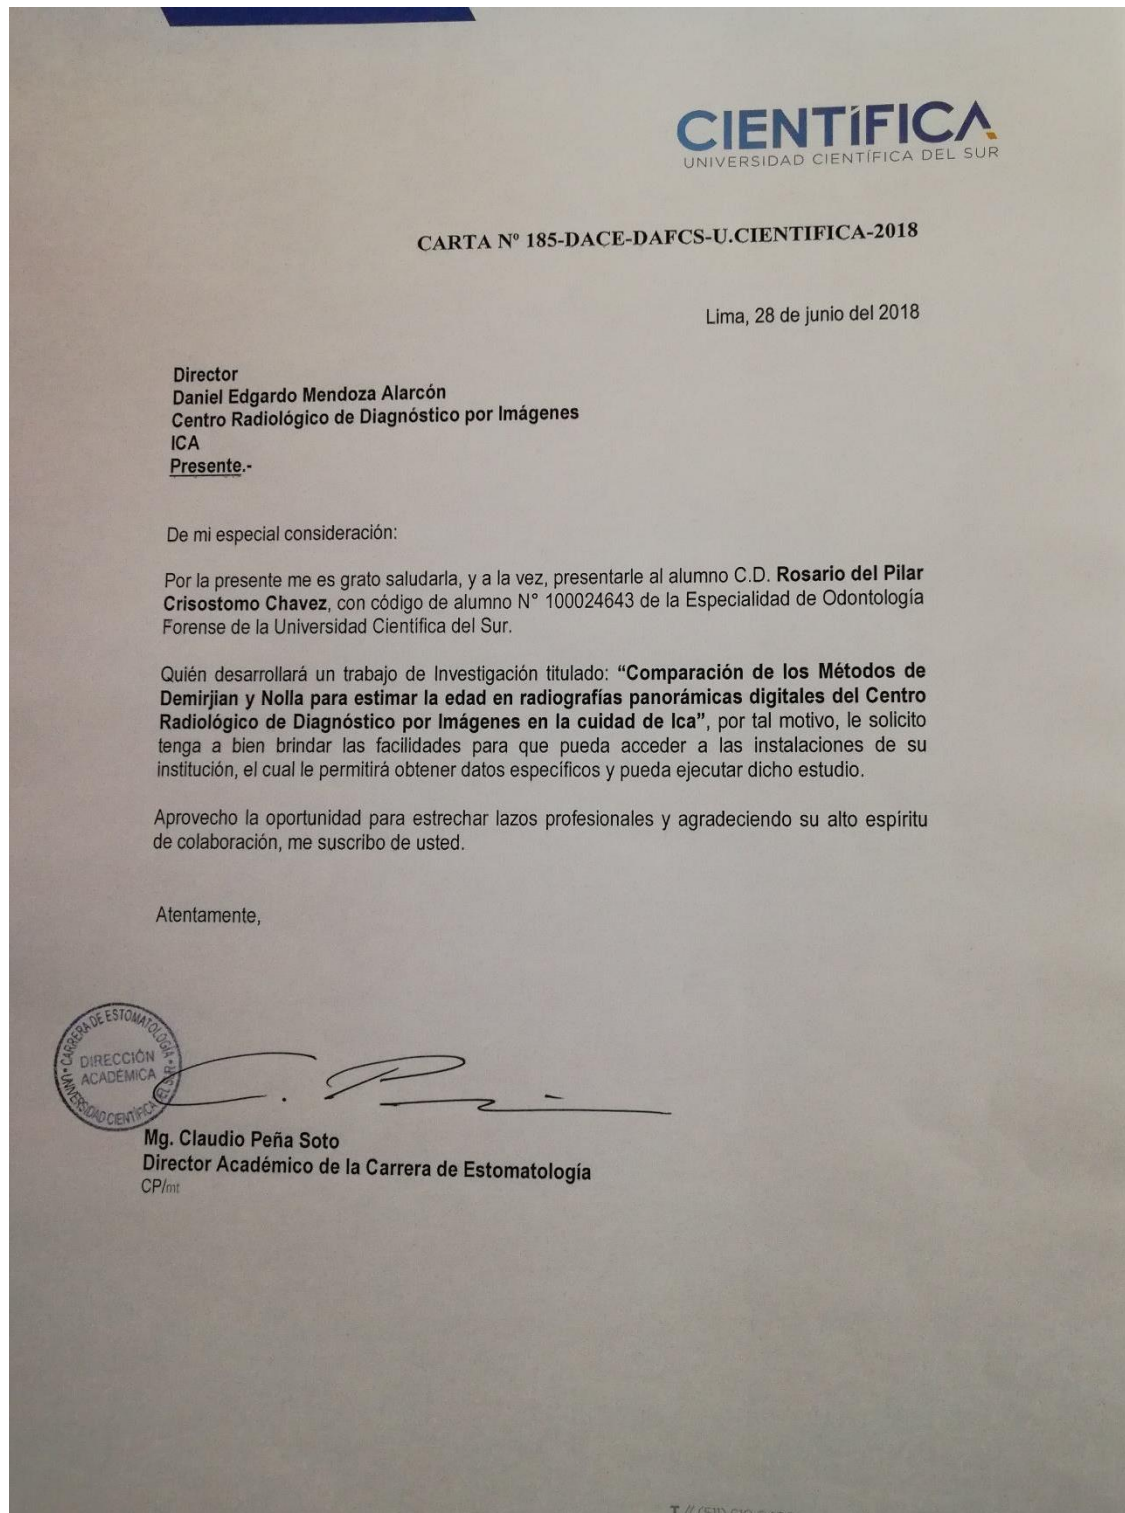 CIENTÍFICA
UNIVERSIDAD CIENTÍFICA DEL SUR
CARTA Nº 185-DACE-DAFCS-U.CIENTIFICA-2018
Lima, 28 de junio del 2018
Director
Daniel Edgardo Mendoza Alarcón
Centro Radiológico de Diagnóstico por Imágenes
ICA
Presente.-
De mi especial consideración:
Por la presente me es grato saludarla, y a la vez, presentarle al alumno C.D. Rosario del Pilar
Crisostomo Chavez, con código de alumno N° 100024643 de la Especialidad de Odontología
Forense de la Universidad Científica del Sur.
Quién desarrollará un trabajo de Investigación titulado: “Comparación de los Métodos de
Demirjian y Nolla para estimar la edad en radiografías panorámicas digitales del Centro
Radiológico de Diagnóstico por Imágenes en la cuidad de Ica”, por tal motivo, le solicito
tenga a bien brindar las facilidades para que pueda acceder a las instalaciones de su
institución, el cual le permitirá obtener datos específicos y pueda ejecutar dicho estudio.
Aprovecho la oportunidad para estrechar lazos profesionales y agradeciendo su alto espíritu
de colaboración, me suscribo de usted.
Atentamente,
CARRERA DE ESTOMATOLOGÍA
DIRECCIÓN
ACADÉMICA
UNIVERSIDAD CIENTÍFICA DEL SUR
Mg. Claudio Peña Soto
Director Académico de la Carrera de Estomatología
CP/mt